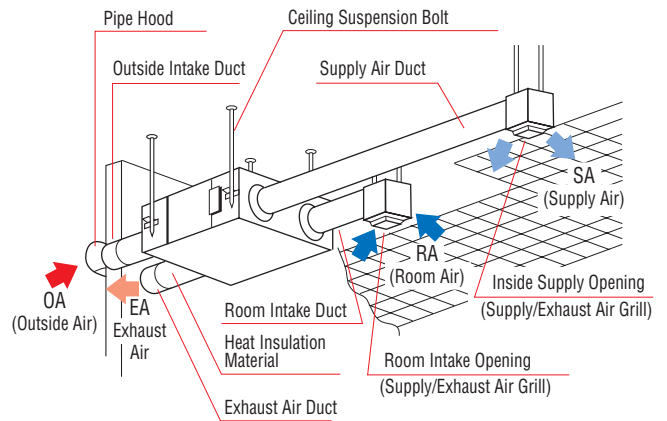 Pipe Hood
Ceiling Suspension Bolt
Outside Intake Duct
Supply Air Duct
SA
(Supply Air)
RA
(Room Air)
OA
(Outside Air)
EA
Exhaust
Air
Room Intake Duct
Heat Insulation
Material
Exhaust Air Duct
Inside Supply Opening
(Supply/Exhaust Air Grill)
Room Intake Opening
(Supply/Exhaust Air Grill)